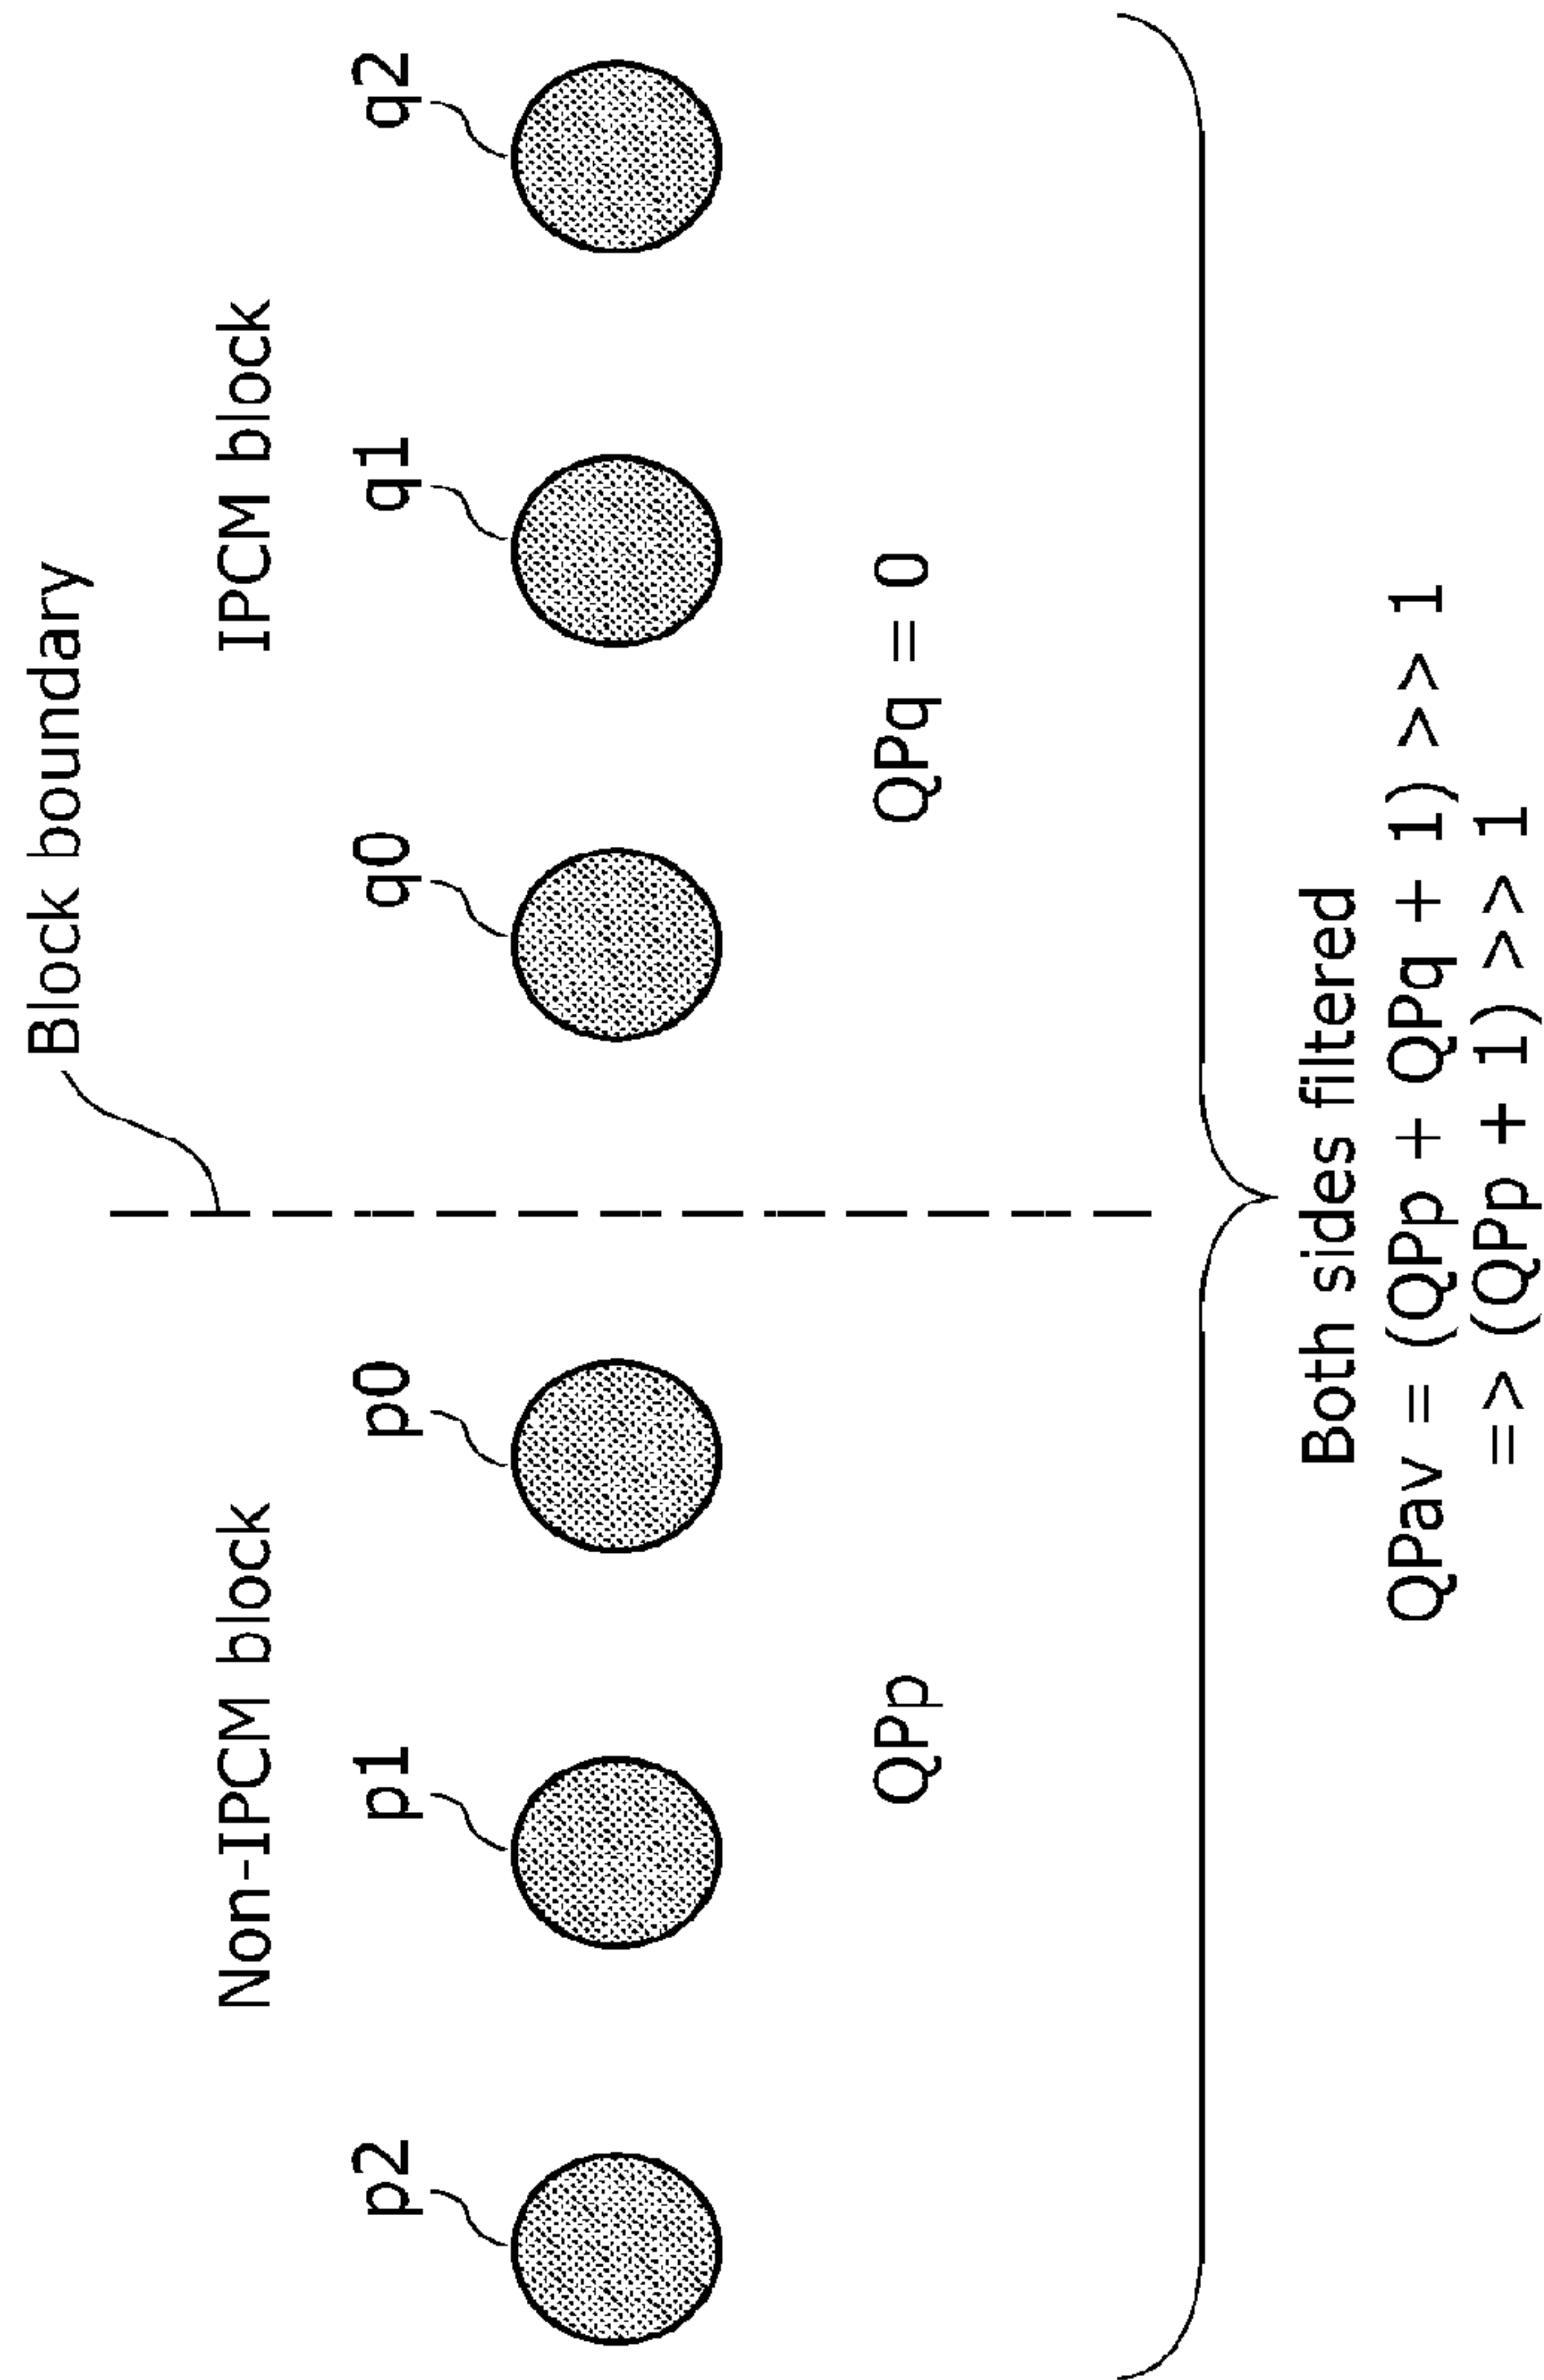 Block boundary
Non-IPCM block
IPCM block
p2
p1
p0
q0
q1
q2
QPp
QPq = 0
Both sides filtered
QPav = (QPp + QPq + 1) >> 1
=> (QPp + 1) >> 1